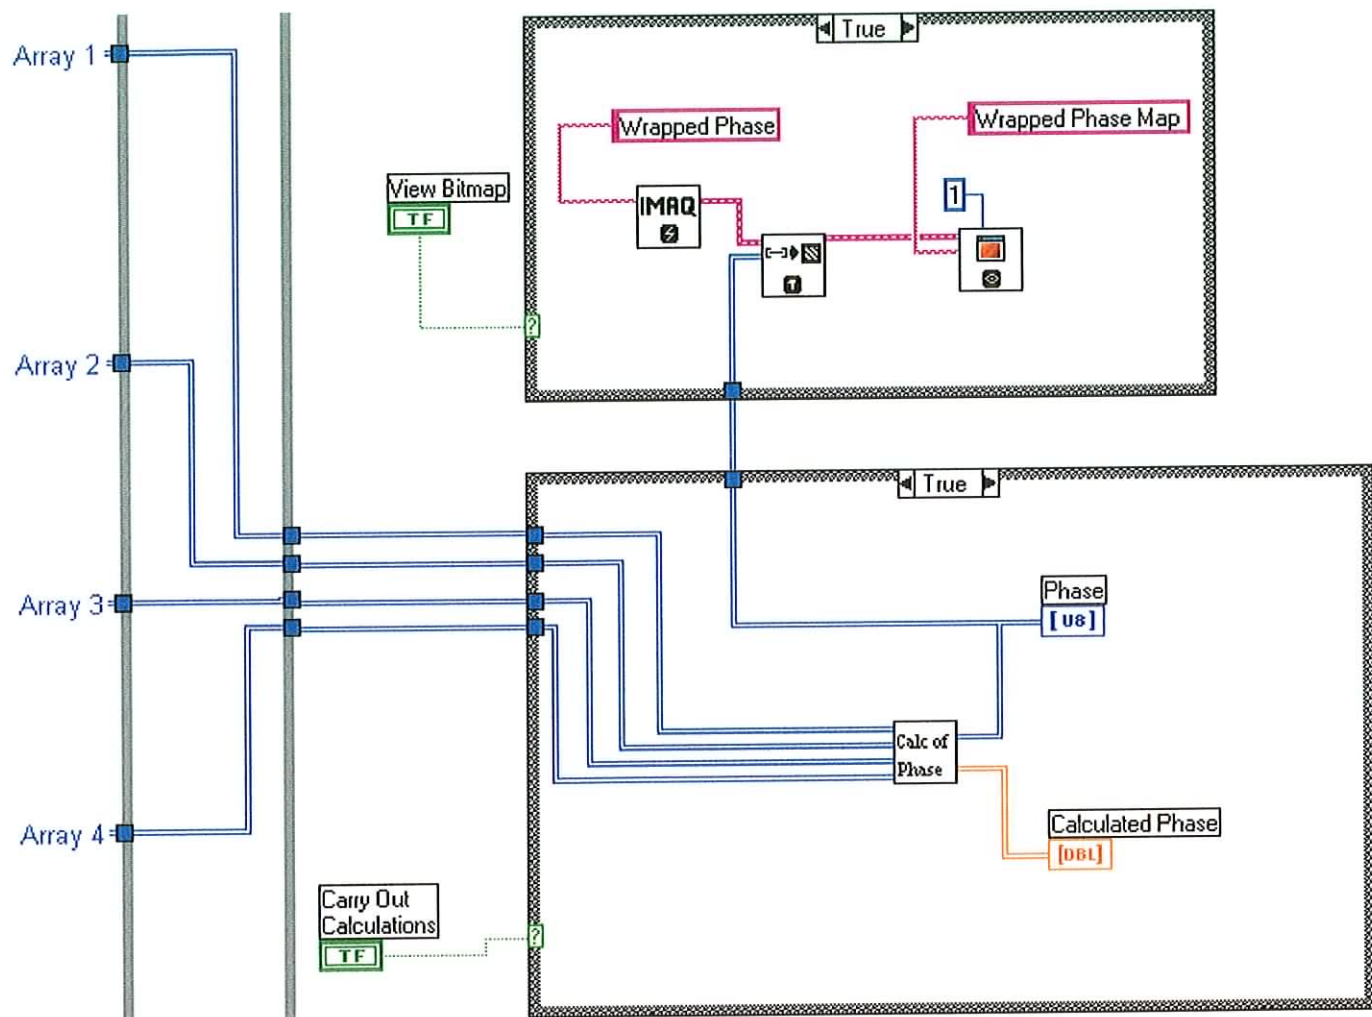 Array 1
True
Wrapped Phase
Wrapped Phase Map
View Bitmap
TF
IMAQ
1
?
Array 2
True
Array 3
Phase
[U8]
Calc of
Phase
Array 4
Calculated Phase
[DBL]
Carry Out
Calculations
TF
?